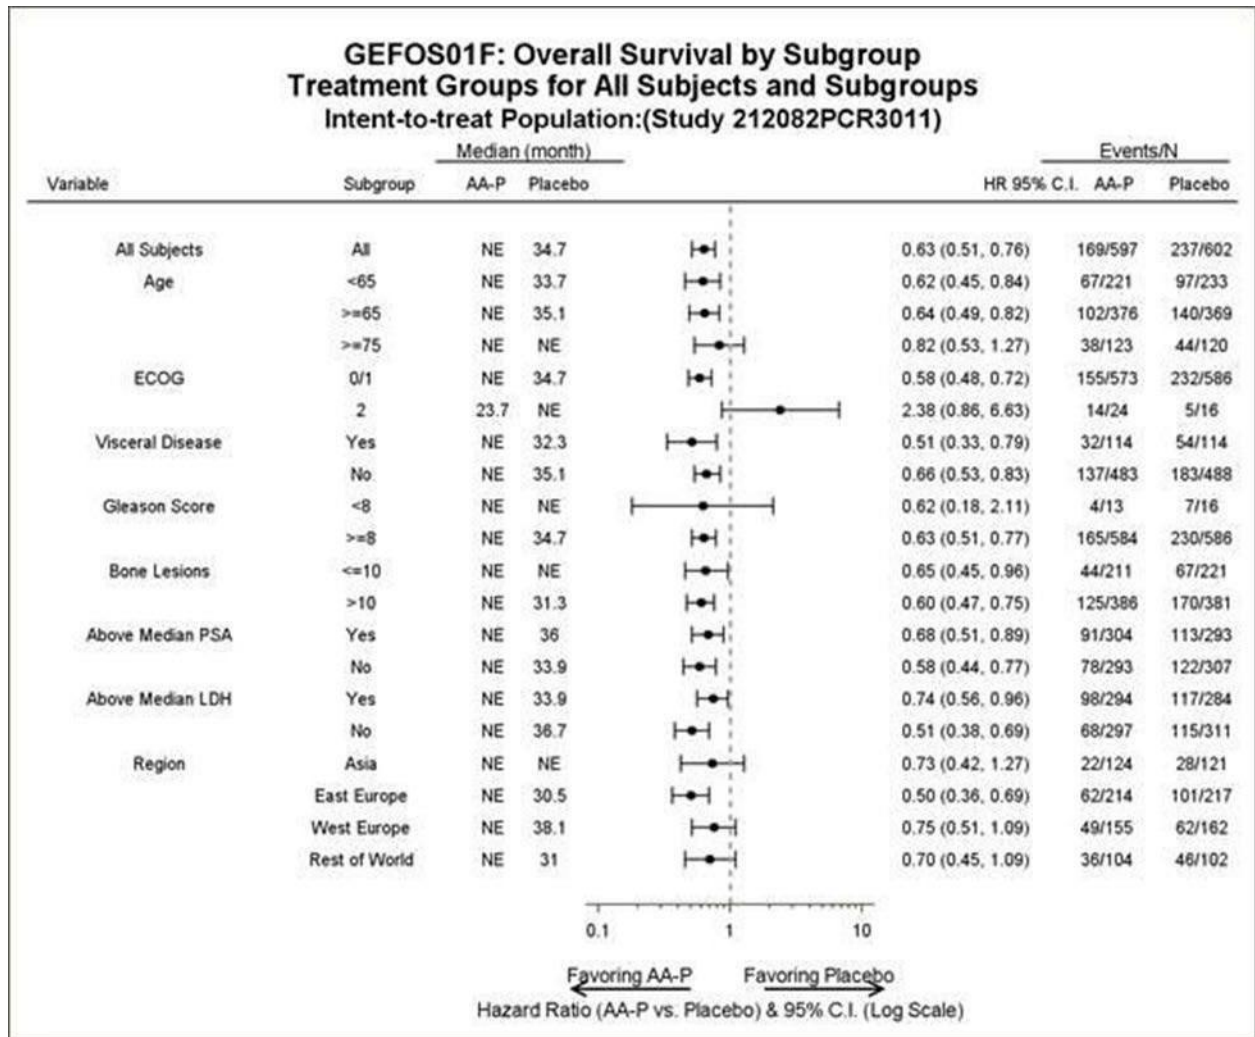 GEFOS01F: Overall Survival by Subgroup
Treatment Groups for All Subjects and Subgroups
Intent-to-treat Population:(Study 212082PCR3011)
Median (month) Events/N
Variable Subgroup AA-P Placebo HR 95% C.I. AA-P Placebo
All Subjects All NE 34.7 0.63 (0.51, 0.76) 169/597 237/602
Age <65 NE 33.7 0.62 (0.45, 0.84) 67/221 97/233
>=65 NE 35.1 0.64 (0.49, 0.82) 102/376 140/369
>=75 NE NE 0.82 (0.53, 1.27) 38/123 44/120
ECOG 0/1 NE 34.7 0.58 (0.48, 0.72) 155/573 232/586
2 23.7 NE 2.38 (0.86, 6.63) 14/24 5/16
Visceral Disease Yes NE 32.3 0.51 (0.33, 0.79) 32/114 54/114
No NE 35.1 0.66 (0.53, 0.83) 137/483 183/488
Gleason Score <8 NE NE 0.62 (0.18, 2.11) 4/13 7/16
>=8 NE 34.7 0.63 (0.51, 0.77) 165/584 230/586
Bone Lesions <=10 NE NE 0.65 (0.45, 0.96) 44/211 67/221
>10 NE 31.3 0.60 (0.47, 0.75) 125/386 170/381
Above Median PSA Yes NE 36 0.68 (0.51, 0.89) 91/304 113/293
No NE 33.9 0.58 (0.44, 0.77) 78/293 122/307
Above Median LDH Yes NE 33.9 0.74 (0.56, 0.96) 98/294 117/284
No NE 36.7 0.51 (0.38, 0.69) 68/297 115/311
Region Asia NE NE 0.73 (0.42, 1.27) 22/124 28/121
East Europe NE 30.5 0.50 (0.36, 0.69) 62/214 101/217
West Europe NE 38.1 0.75 (0.51, 1.09) 49/155 62/162
Rest of World NE 31 0.70 (0.45, 1.09) 36/104 46/102
0.1 1 10
Favoring AA-P Favoring Placebo
Hazard Ratio (AA-P vs. Placebo) & 95% C.I. (Log Scale)